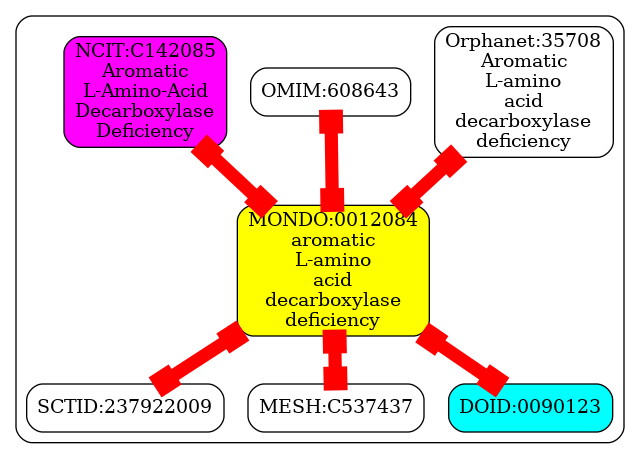 NCIT:C142085
Aromatic
L-Amino-Acid
Decarboxylase
Deficiency
OMIM:608643
Orphanet:35708
Aromatic
L-amino
acid
decarboxylase
deficiency
MONDO:0012084
aromatic
L-amino
acid
decarboxylase
deficiency
SCTID:237922009
MESH:C537437
DOID:0090123